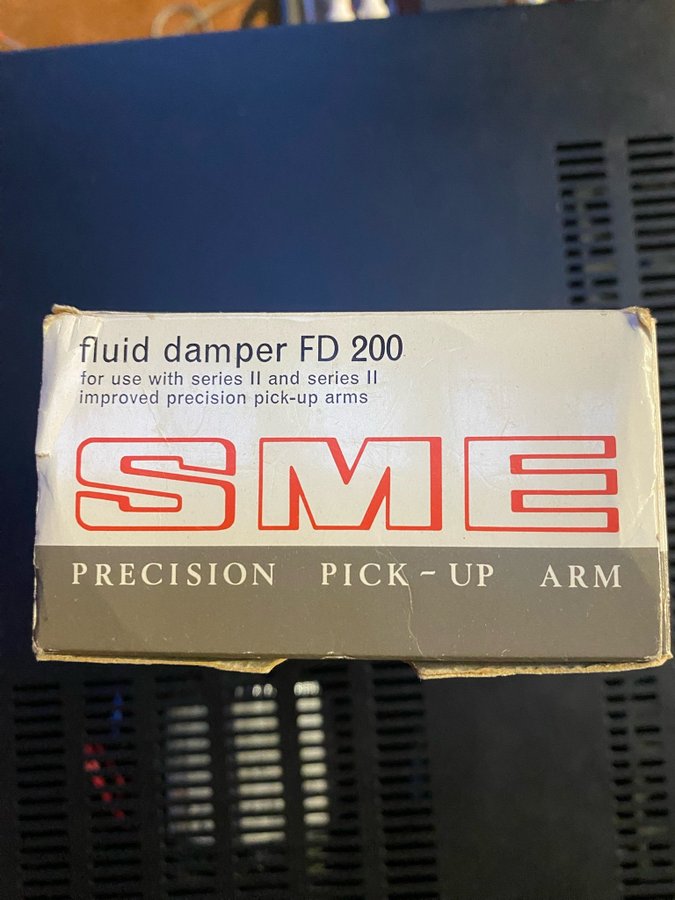 fluid damper FD 200
for use with series II and series II
improved precision pick-up arms
SME
PRECISION PICK-UP ARM